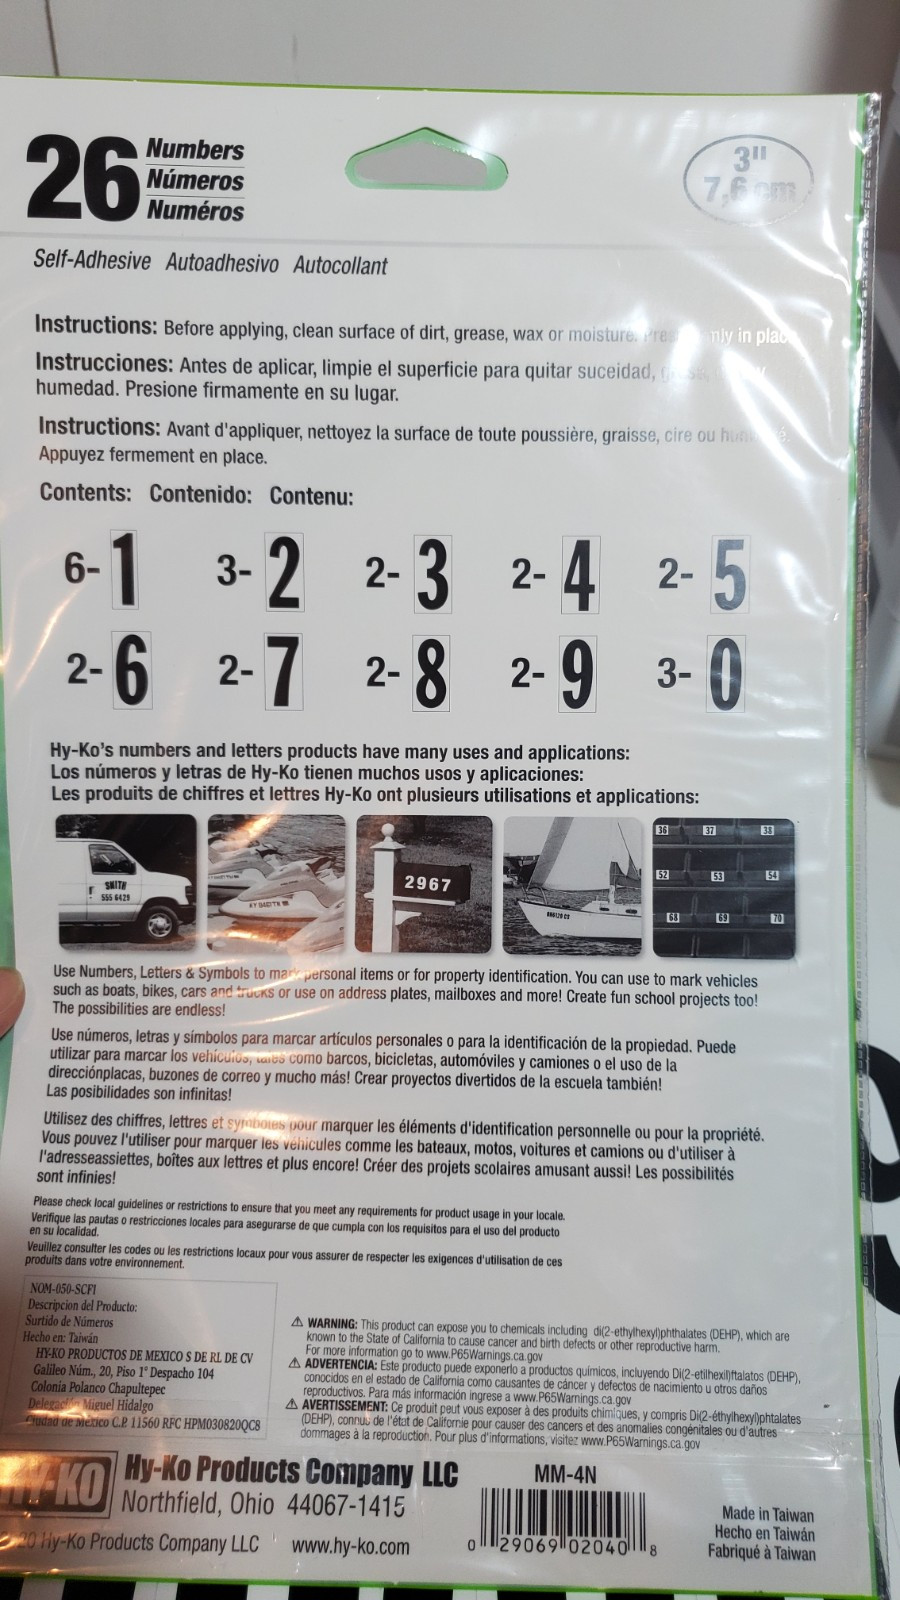 26 Numbers
Números
Numéros
3"
7,6 cm
Self-Adhesive Autoadhesivo Autocollant
Instructions: Before applying, clean surface of dirt, grease, wax or moisture. in plac
Instrucciones: Antes de aplicar, limpie el superficie para quitar suceidad,
humedad. Presione firmamente en su lugar.
Instructions: Avant d'appliquer, nettoyez la surface de toute poussière, graisse, cire ou
Appuyez fermement en place.
Contents: Contenido: Contenu:
6- 1 3- 2 2- 3 2- 4 2- 5
2- 6 2- 7 2- 8 2- 9 3- 0
Hy-Ko's numbers and letters products have many uses and applications:
Los números y letras de Hy-Ko tienen muchos usos y aplicaciones:
Les produits de chiffres et lettres Hy-Ko ont plusieurs utilisations et applications:
SMITH
555 6429
2967
36 37 38
52 53 54
68 69 70
Use Numbers, Letters & Symbols to mark personal items or for property identification. You can use to mark vehicles
such as boats, bikes, cars and trucks or use on address plates, mailboxes and more! Create fun school projects too!
The possibilities are endless!
Use números, letras y símbolos para marcar artículos personales o para la identificación de la propiedad. Puede
utilizar para marcar los vehículos, tales como barcos, bicicletas, automóviles y camiones o el uso de la
direcciónplacas, buzones de correo y mucho más! Crear proyectos divertidos de la escuela también!
Las posibilidades son infinitas!
Utilisez des chiffres, lettres et symboles pour marquer les éléments d'identification personnelle ou pour la propriété.
Vous pouvez l'utiliser pour marquer les véhicules comme les bateaux, motos, voitures et camions ou d'utiliser à
l'adresseassiettes, boîtes aux lettres et plus encore! Créer des projets scolaires amusant aussi! Les possibilités
sont infinies!
Please check local guidelines or restrictions to ensure that you meet any requirements for product usage in your locale.
Verifique las pautas o restricciones locales para asegurarse de que cumpla con los requisitos para el uso del producto
en su localidad.
Veuillez consulter les codes ou les restrictions locaux pour vous assurer de respecter les exigences d'utilisation de ces
produits dans votre environnement.
NOM-050-SCFI
Descripcion del Producto:
Surtido de Números
Hecho en: Taiwán
HY-KO PRODUCTOS DE MEXICO S DE RL DE CV
Galileo Núm., 20, Piso 1º Despacho 104
Colonia Polanco Chapultepec
Delegación Miguel Hidalgo
Ciudad de México C.P. 11560 RFC HPM030820QC8
⚠ WARNING: This product can expose you to chemicals including di(2-ethylhexyl)phthalates (DEHP), which are
known to the State of California to cause cancer and birth defects or other reproductive harm.
For more information go to www.P65Warnings.ca.gov
⚠ ADVERTENCIA: Este producto puede exponerlo a productos químicos, incluyendo Di(2-etilhexil)ftalatos (DEHP),
conocidos en el estado de California como causantes de cáncer y defectos de nacimiento u otros daños
reproductivos. Para más información ingrese a www.P65Warnings.ca.gov
⚠ AVERTISSEMENT: Ce produit peut vous exposer à des produits chimiques, y compris Di(2-éthylhexyl)phtalates
(DEHP), connus de l'état de Californie pour causer des cancers et des anomalies congénitales ou d'autres
dommages à la reproduction. Pour plus d'informations, visitez www.P65Warnings.ca.gov
HY-KO
Hy-Ko Products Company LLC
Northfield, Ohio 44067-1415
Hy-Ko Products Company LLC www.hy-ko.com
MM-4N
0 29069 02040 8
Made in Taiwan
Hecho en Taiwán
Fabriqué à Taiwan